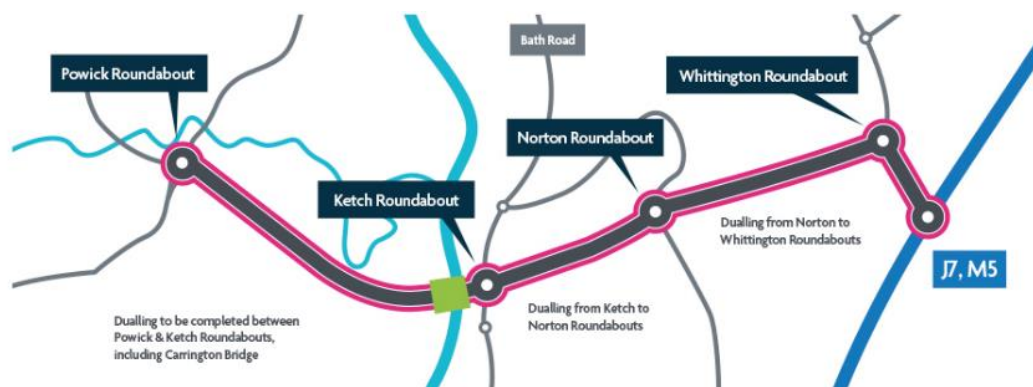 Bath Road
Powick Roundabout
Whittington Roundabout
Norton Roundabout
Ketch Roundabout
Dualling from Norton to
Whittington Roundabouts
J7, M5
Dualling from Ketch to
Norton Roundabouts
Dualling to be completed between
Powick & Ketch Roundabouts,
including Carrington Bridge